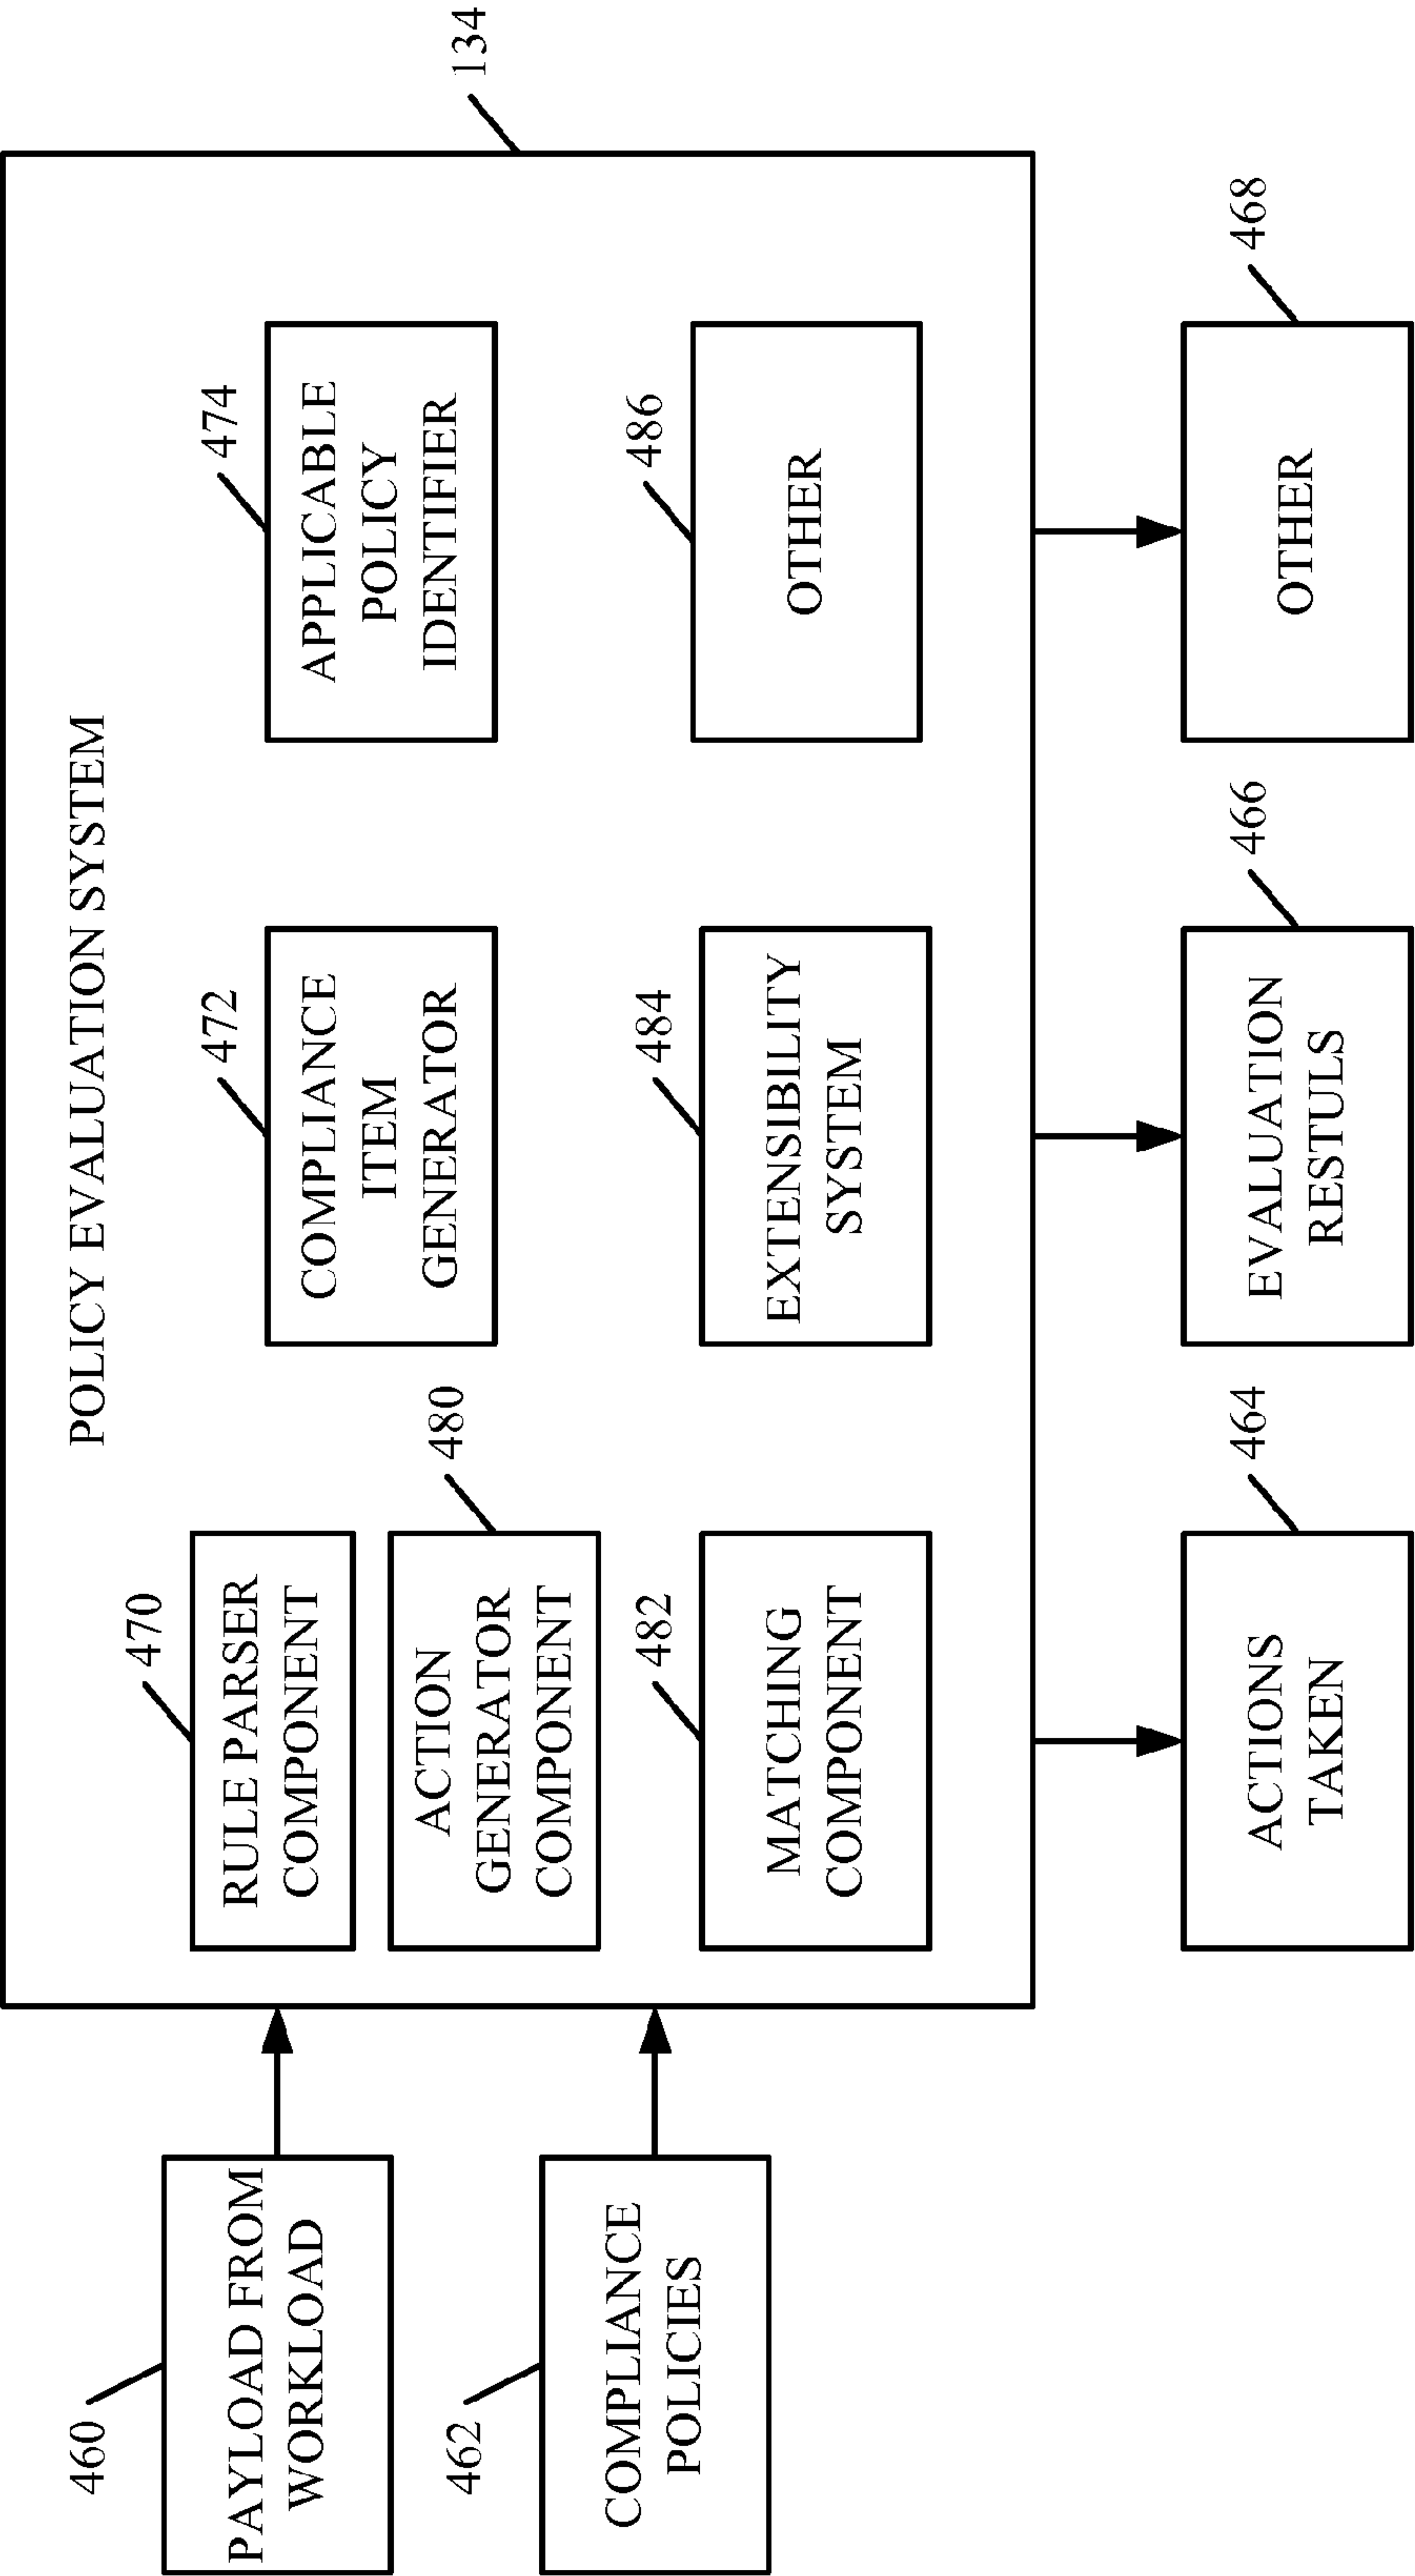 POLICY EVALUATION SYSTEM
134
460
PAYLOAD FROM
WORKLOAD
462
COMPLIANCE
POLICIES
470
RULE PARSER
COMPONENT
472
COMPLIANCE
ITEM
GENERATOR
474
APPLICABLE
POLICY
IDENTIFIER
480
ACTION
GENERATOR
COMPONENT
482
MATCHING
COMPONENT
484
EXTENSIBILITY
SYSTEM
486
OTHER
464
ACTIONS
TAKEN
466
EVALUATION
RESTULS
468
OTHER